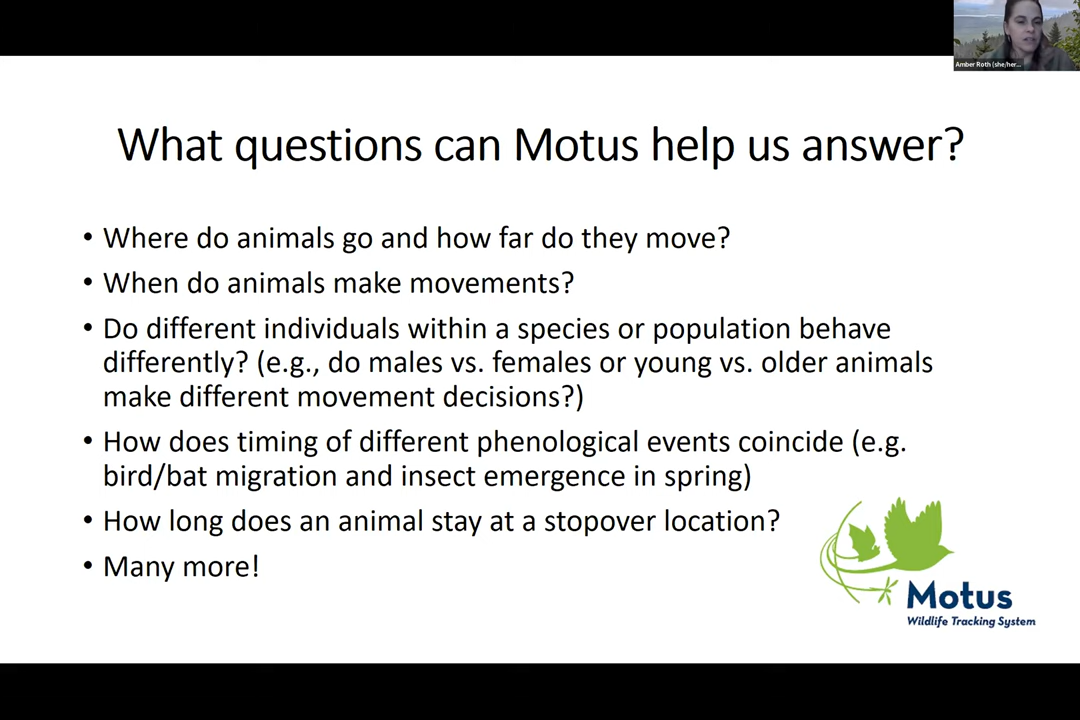 Amber Roth (she/her...
What questions can Motus help us answer?
• Where do animals go and how far do they move?
• When do animals make movements?
• Do different individuals within a species or population behave
differently? (e.g., do males vs. females or young vs. older animals
make different movement decisions?)
• How does timing of different phenological events coincide (e.g.
bird/bat migration and insect emergence in spring)
• How long does an animal stay at a stopover location?
• Many more!
Motus
Wildlife Tracking System